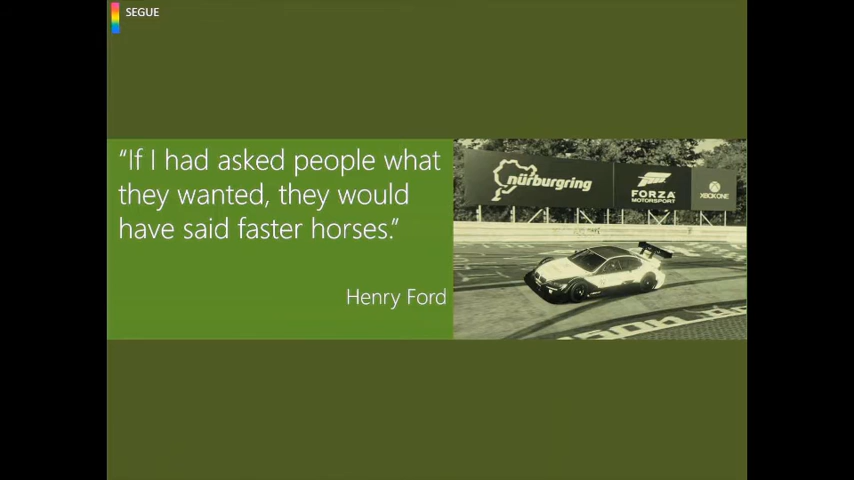 SEGUE
“If I had asked people what
they wanted, they would
have said faster horses.”
Henry Ford
nürburgring
FORZA
MOTORSPORT
XBOX ONE